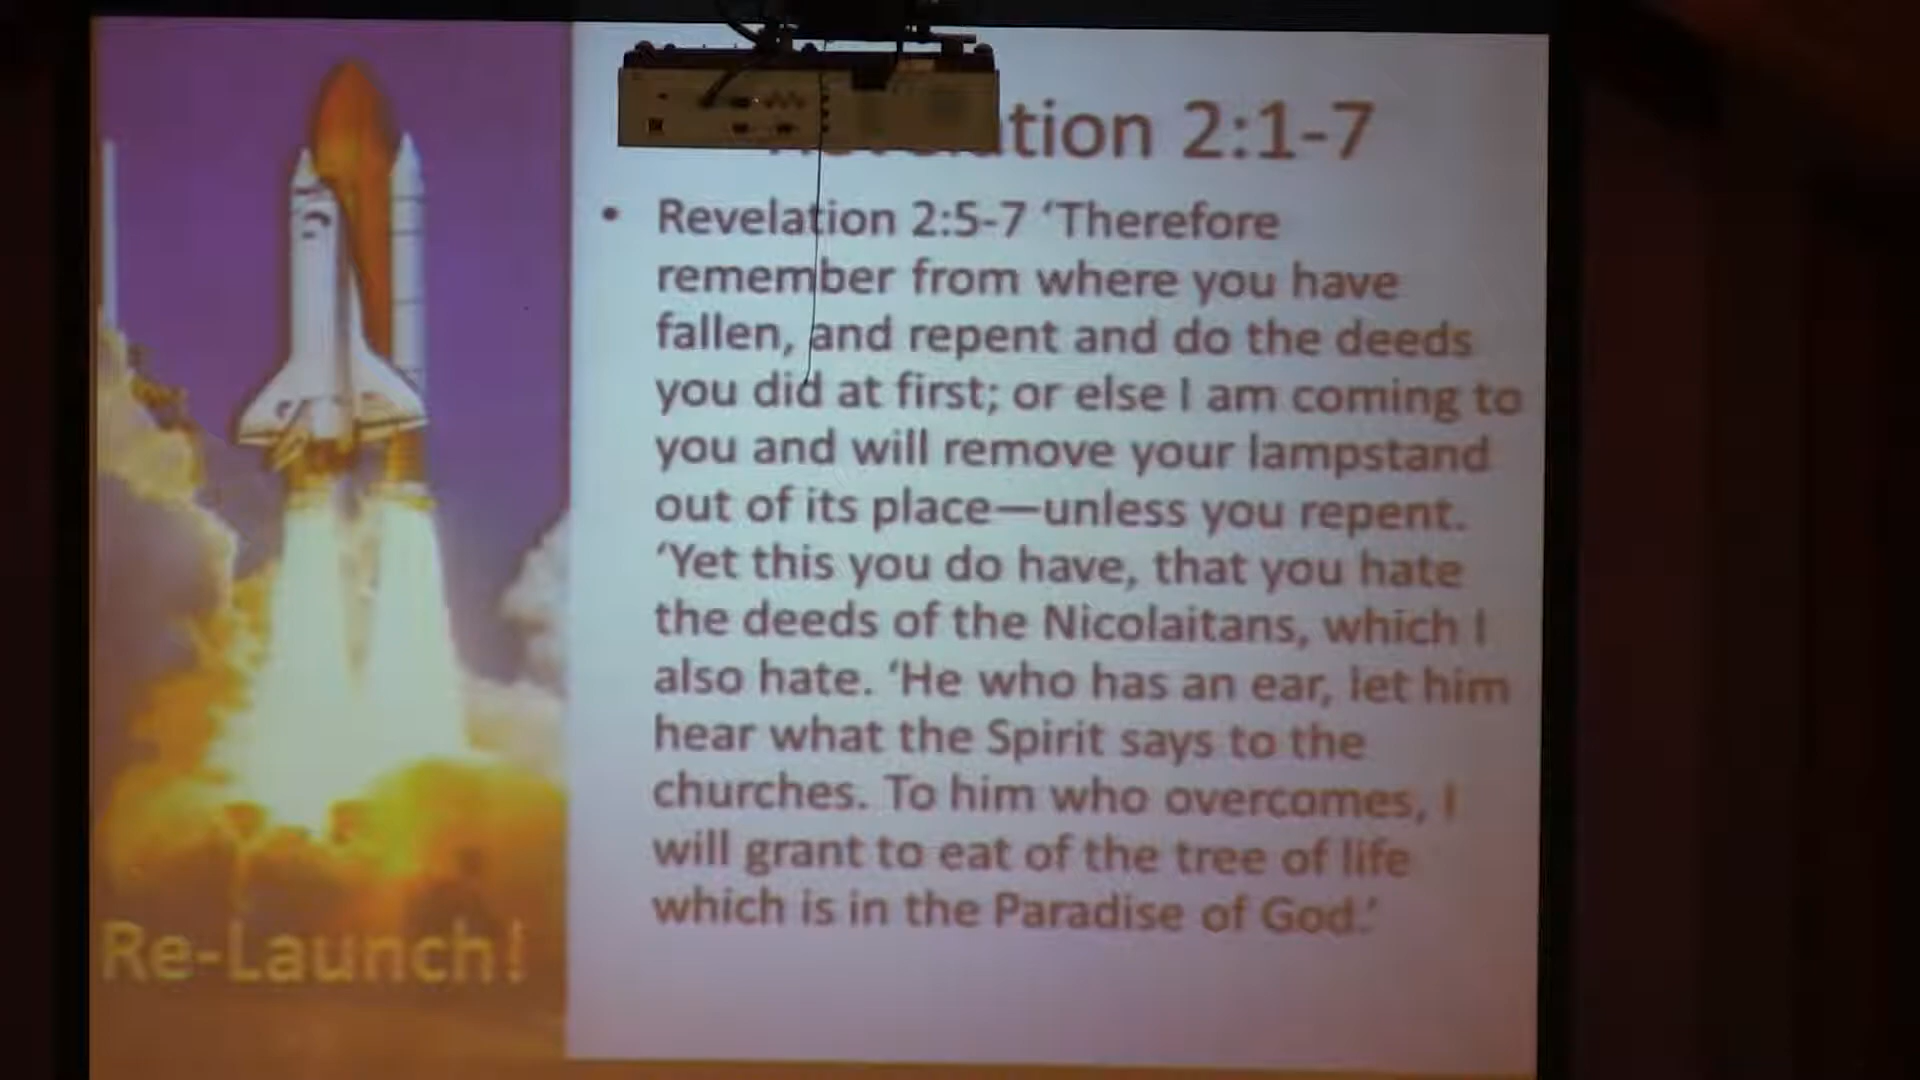 Revelation 2:1-7
• Revelation 2:5-7 ‘Therefore
remember from where you have
fallen, and repent and do the deeds
you did at first; or else I am coming to
you and will remove your lampstand
out of its place—unless you repent.
‘Yet this you do have, that you hate
the deeds of the Nicolaitans, which I
also hate. ‘He who has an ear, let him
hear what the Spirit says to the
churches. To him who overcomes, I
will grant to eat of the tree of life
which is in the Paradise of God.’
Re-Launch!